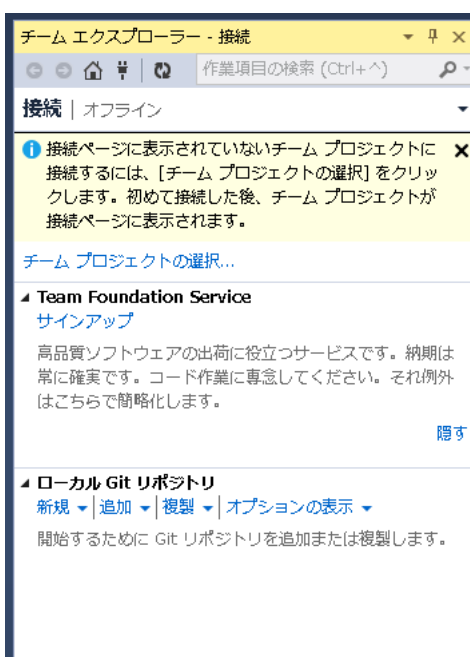 チーム エクスプローラー - 接続
作業項目の検索 (Ctrl+^)
接続 | オフライン
接続ページに表示されていないチーム プロジェクトに
接続するには、[チーム プロジェクトの選択] をクリッ
クします。初めて接続した後、チーム プロジェクトが
接続ページに表示されます。
チーム プロジェクトの選択...
Team Foundation Service
サインアップ
高品質ソフトウェアの出荷に役立つサービスです。納期は
常に確実です。コード作業に専念してください。それ例外
はこちらで簡略化します。
隠す
ローカル Git リポジトリ
新規 | 追加 | 複製 | オプションの表示
開始するために Git リポジトリを追加または複製します。